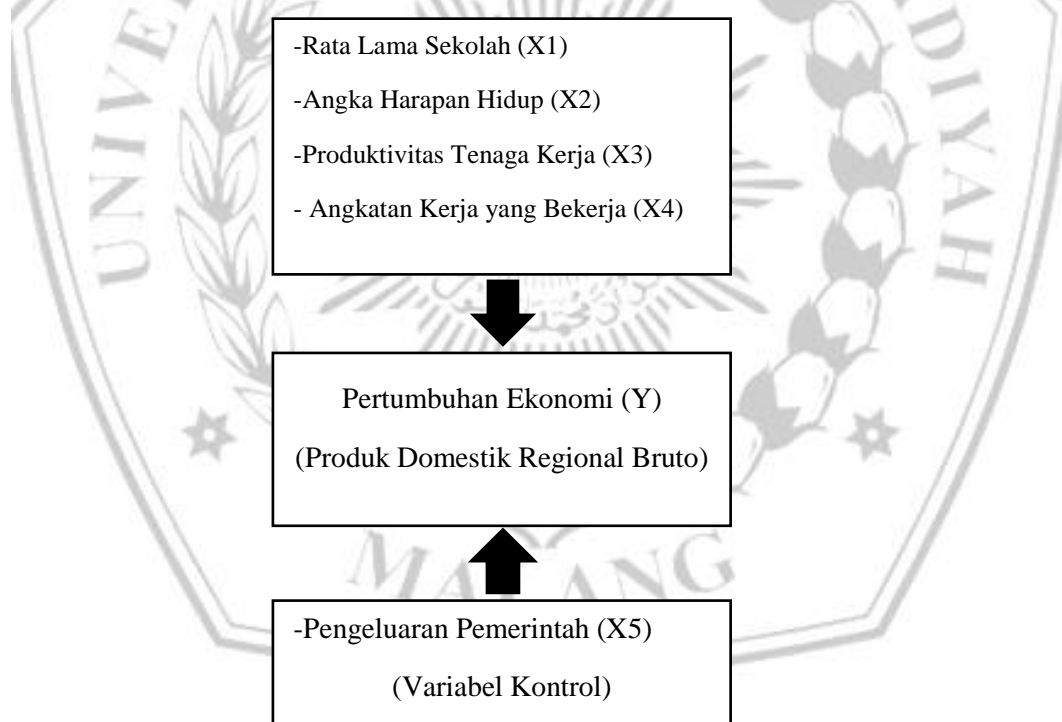 -Rata Lama Sekolah (X1)
-Angka Harapan Hidup (X2)
-Produktivitas Tenaga Kerja (X3)
- Angkatan Kerja yang Bekerja (X4)
Pertumbuhan Ekonomi (Y)
(Produk Domestik Regional Bruto)
MALANG
-Pengeluaran Pemerintah (X5)
(Variabel Kontrol)